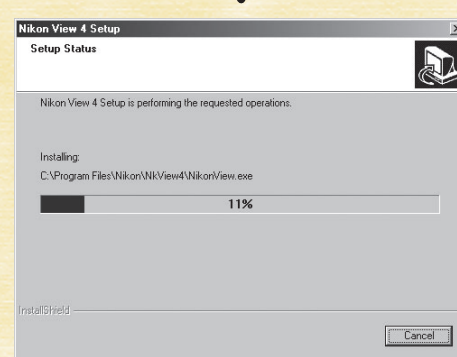 Nikon View 4 Setup
Setup Status
Nikon View 4 Setup is performing the requested operations.
Installing:
C:\Program Files\Nikon\NkView4\NikonView.exe
11%
InstallShield
Cancel